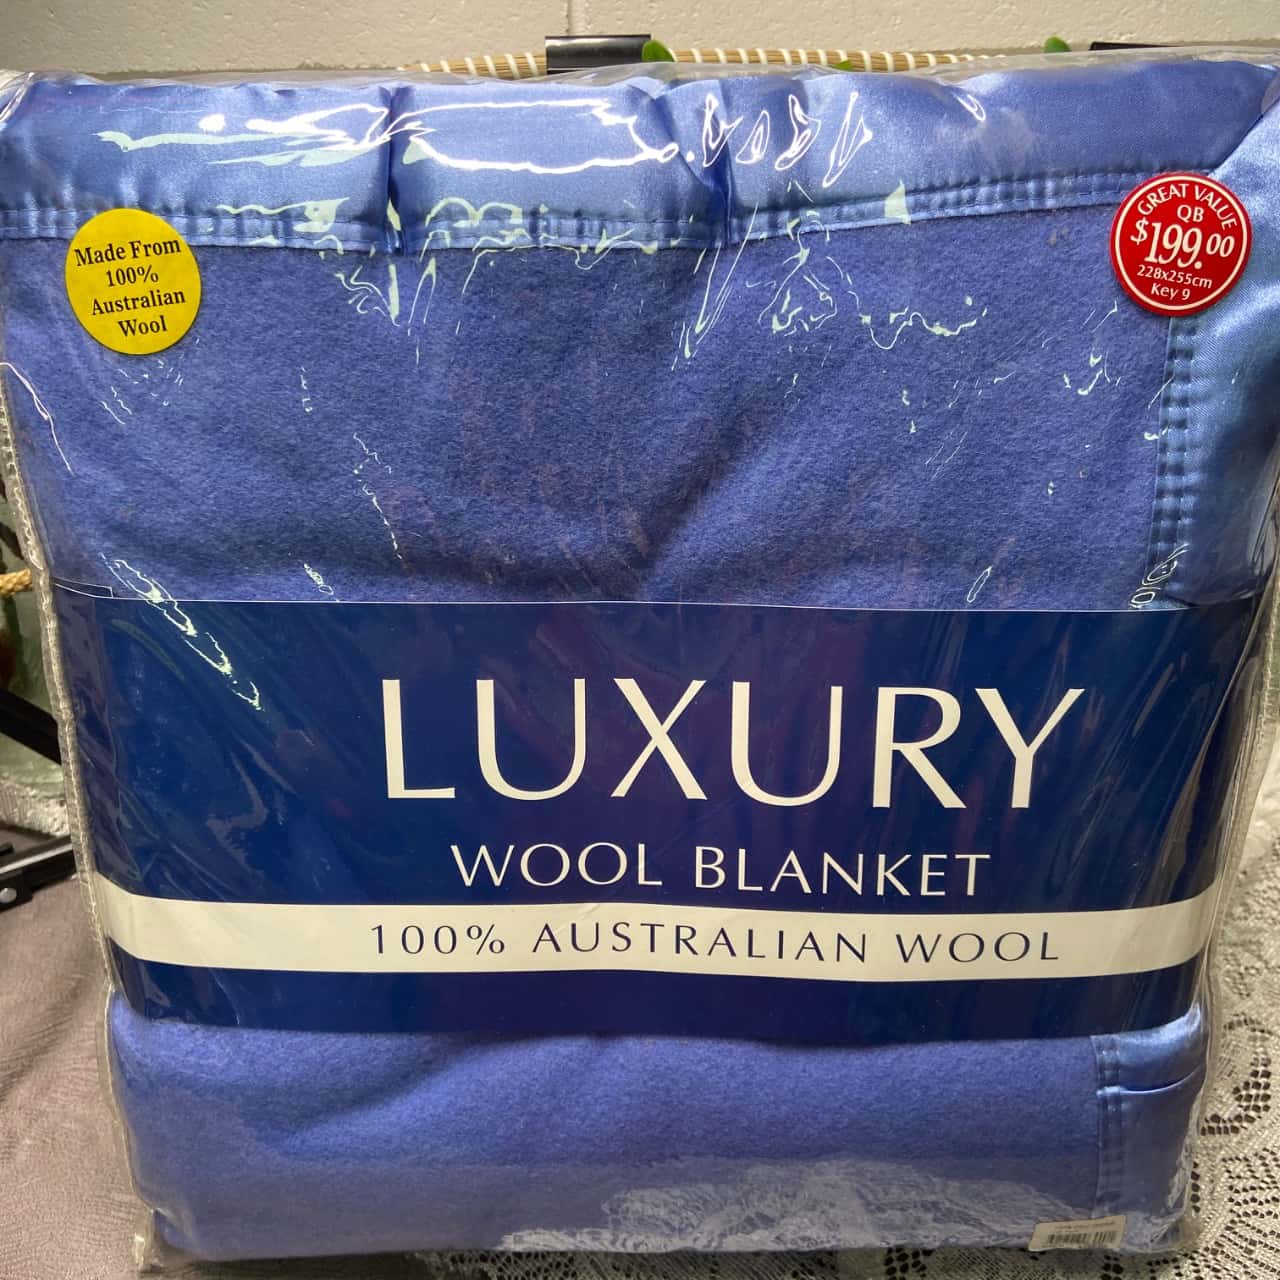 Made From
100%
Australian
Wool
GREAT VALUE
QB
$199.00
228x255cm
Key 9
LUXURY
WOOL BLANKET
100% AUSTRALIAN WOOL